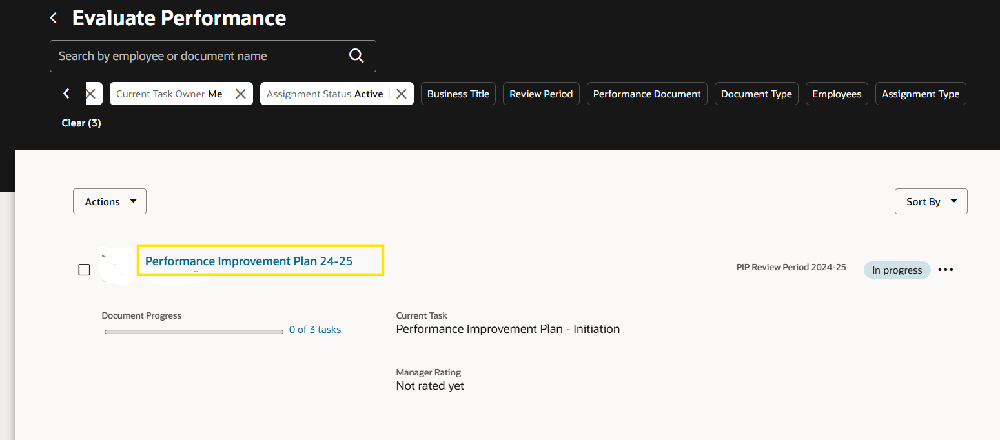 Evaluate Performance
Search by employee or document name
Current Task Owner Me Assignment Status Active Business Title Review Period Performance Document Document Type Employees Assignment Type
Clear (3)
Actions Sort By
Performance Improvement Plan 24-25
PIP Review Period 2024-25 In progress
Document Progress Current Task
0 of 3 tasks Performance Improvement Plan - Initiation
Manager Rating
Not rated yet